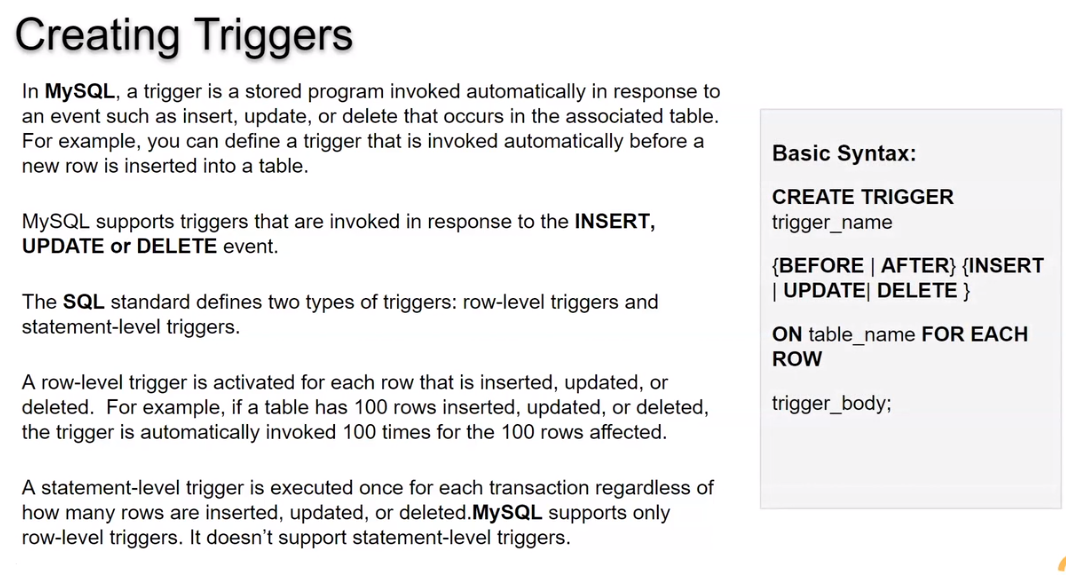 Creating Triggers
In MySQL, a trigger is a stored program invoked automatically in response to
an event such as insert, update, or delete that occurs in the associated table.
For example, you can define a trigger that is invoked automatically before a
new row is inserted into a table.
MySQL supports triggers that are invoked in response to the INSERT,
UPDATE or DELETE event.
The SQL standard defines two types of triggers: row-level triggers and
statement-level triggers.
A row-level trigger is activated for each row that is inserted, updated, or
deleted.  For example, if a table has 100 rows inserted, updated, or deleted,
the trigger is automatically invoked 100 times for the 100 rows affected.
A statement-level trigger is executed once for each transaction regardless of
how many rows are inserted, updated, or deleted.MySQL supports only
row-level triggers. It doesn’t support statement-level triggers.
Basic Syntax:
CREATE TRIGGER
trigger_name
{BEFORE | AFTER} {INSERT
| UPDATE| DELETE }
ON table_name FOR EACH
ROW
trigger_body;